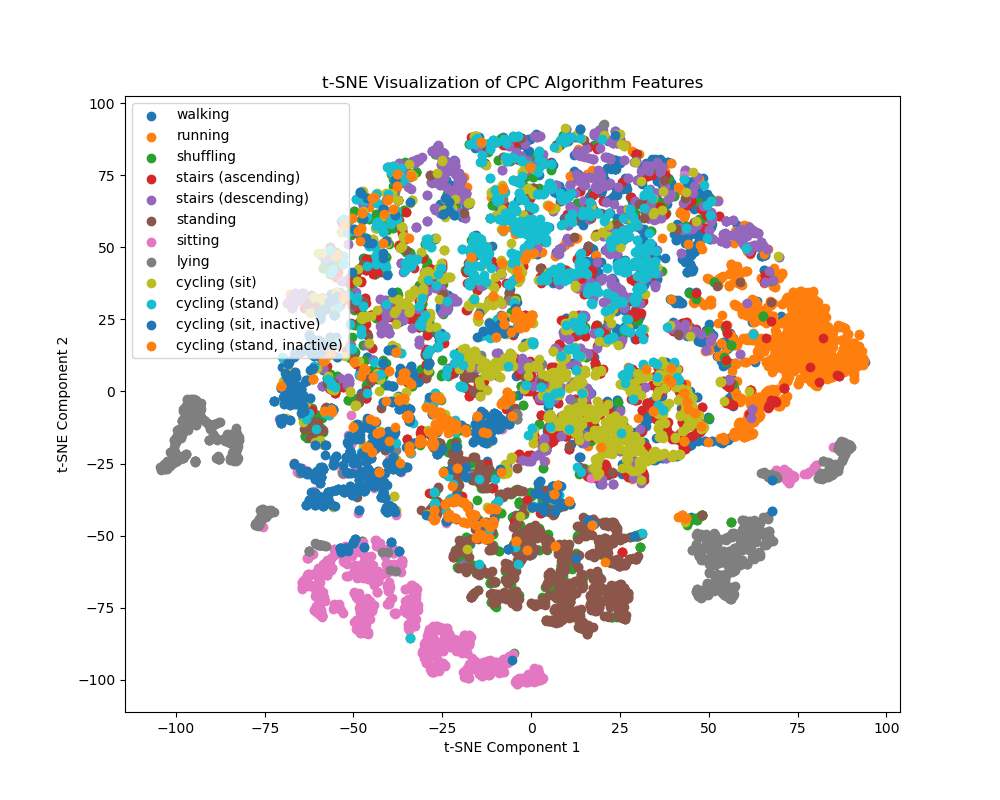 t-SNE Visualization of CPC Algorithm Features
100
75
50
25
0
−25
−50
−75
−100
t-SNE Component 2
walking
running
shuffling
stairs (ascending)
stairs (descending)
standing
sitting
lying
cycling (sit)
cycling (stand)
cycling (sit, inactive)
cycling (stand, inactive)
−100
−75
−50
−25
0
25
50
75
100
t-SNE Component 1